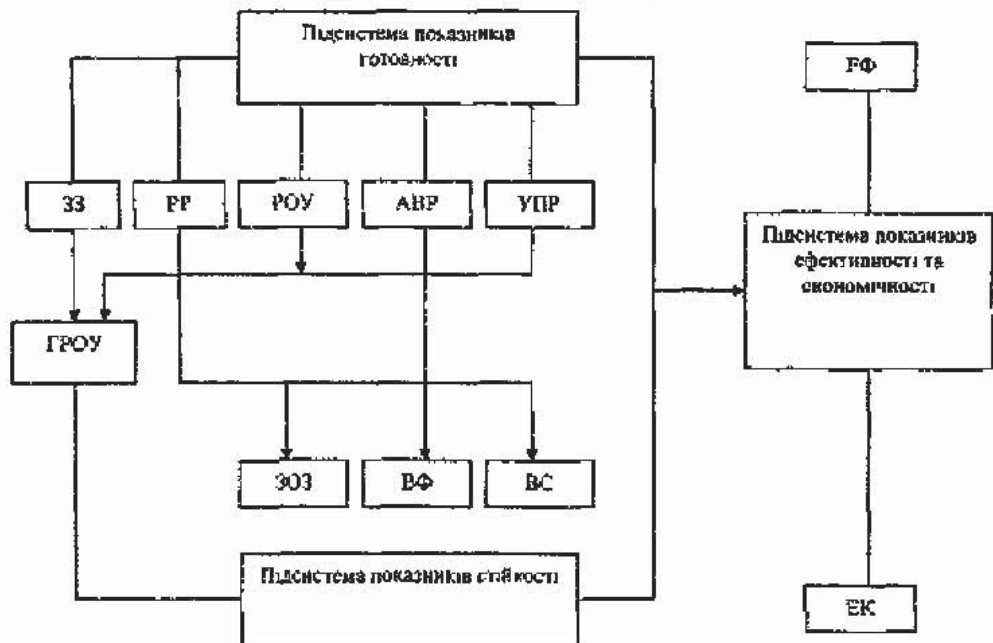 Підсистема показників
готовності
РФ
ЗЗ
РР
РОУ
АВР
УПР
Підсистема показників
ефективності та
економічності
ГРОУ
ЗОЗ
ВФ
ВС
Підсистема показників стійкості
ЕК